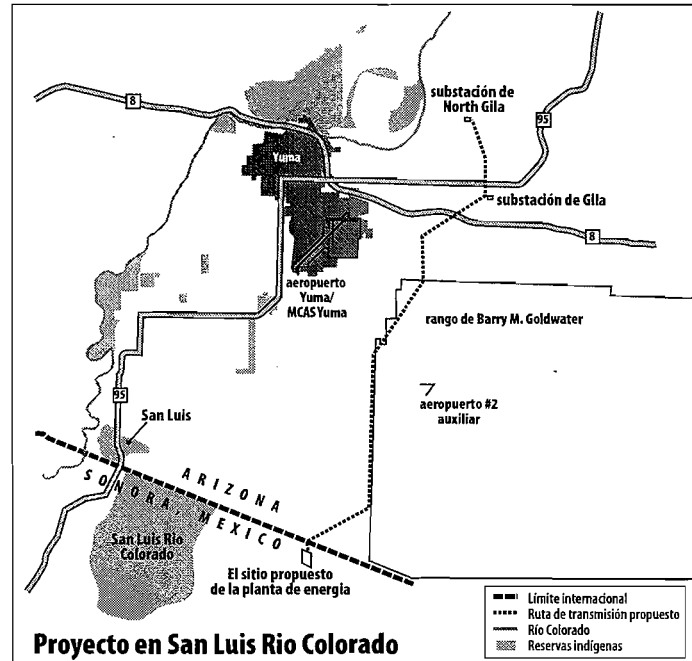 substación de
North Gila
8
95
Yuma
substación de Gila
8
aeropuerto
Yuma/
MCAS Yuma
rango de Barry M. Goldwater
aeropuerto #2
auxiliar
95
San Luis
ARIZONA
SONORA, MEXICO
San Luis Rio
Colorado
El sitio propuesto
de la planta de energia
Límite internacional
Ruta de transmisión propuesto
Río Colorado
Reservas indígenas
Proyecto en San Luis Rio Colorado